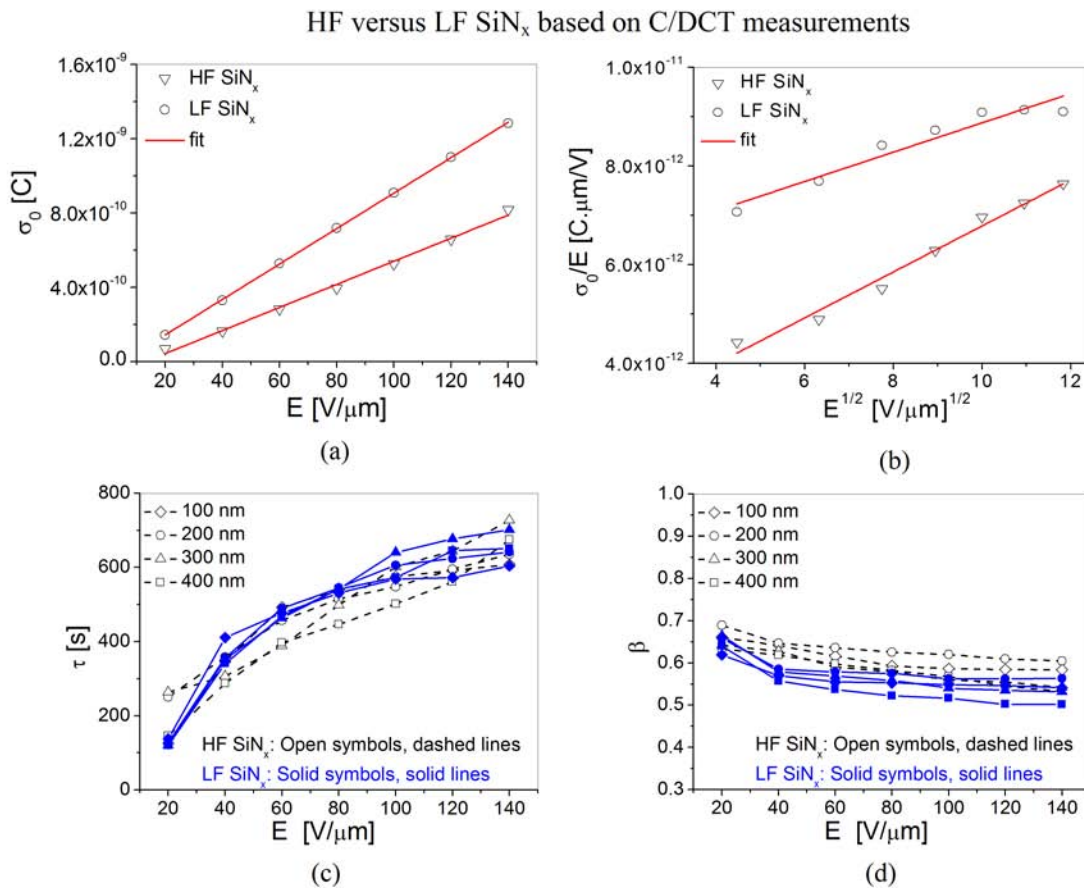 HF versus LF SiNₓ based on C/DCT measurements
1.6x10⁻⁹
1.2x10⁻⁹
8.0x10⁻¹⁰
4.0x10⁻¹⁰
0.0
σ₀ [C]
HF SiNₓ
LF SiNₓ
fit
20 40 60 80 100 120 140
E [V/μm]
(a)
1.0x10⁻¹¹
8.0x10⁻¹²
6.0x10⁻¹²
4.0x10⁻¹²
σ₀/E [C.μm/V]
HF SiNₓ
LF SiNₓ
fit
4 6 8 10 12
E¹ᐟ² [V/μm]¹ᐟ²
(b)
800
600
400
200
0
τ [s]
100 nm
200 nm
300 nm
400 nm
HF SiNₓ: Open symbols, dashed lines
LF SiNₓ: Solid symbols, solid lines
20 40 60 80 100 120 140
E [V/μm]
(c)
1.0
0.9
0.8
0.7
0.6
0.5
0.4
0.3
β
100 nm
200 nm
300 nm
400 nm
HF SiNₓ: Open symbols, dashed lines
LF SiNₓ: Solid symbols, solid lines
20 40 60 80 100 120 140
E [V/μm]
(d)